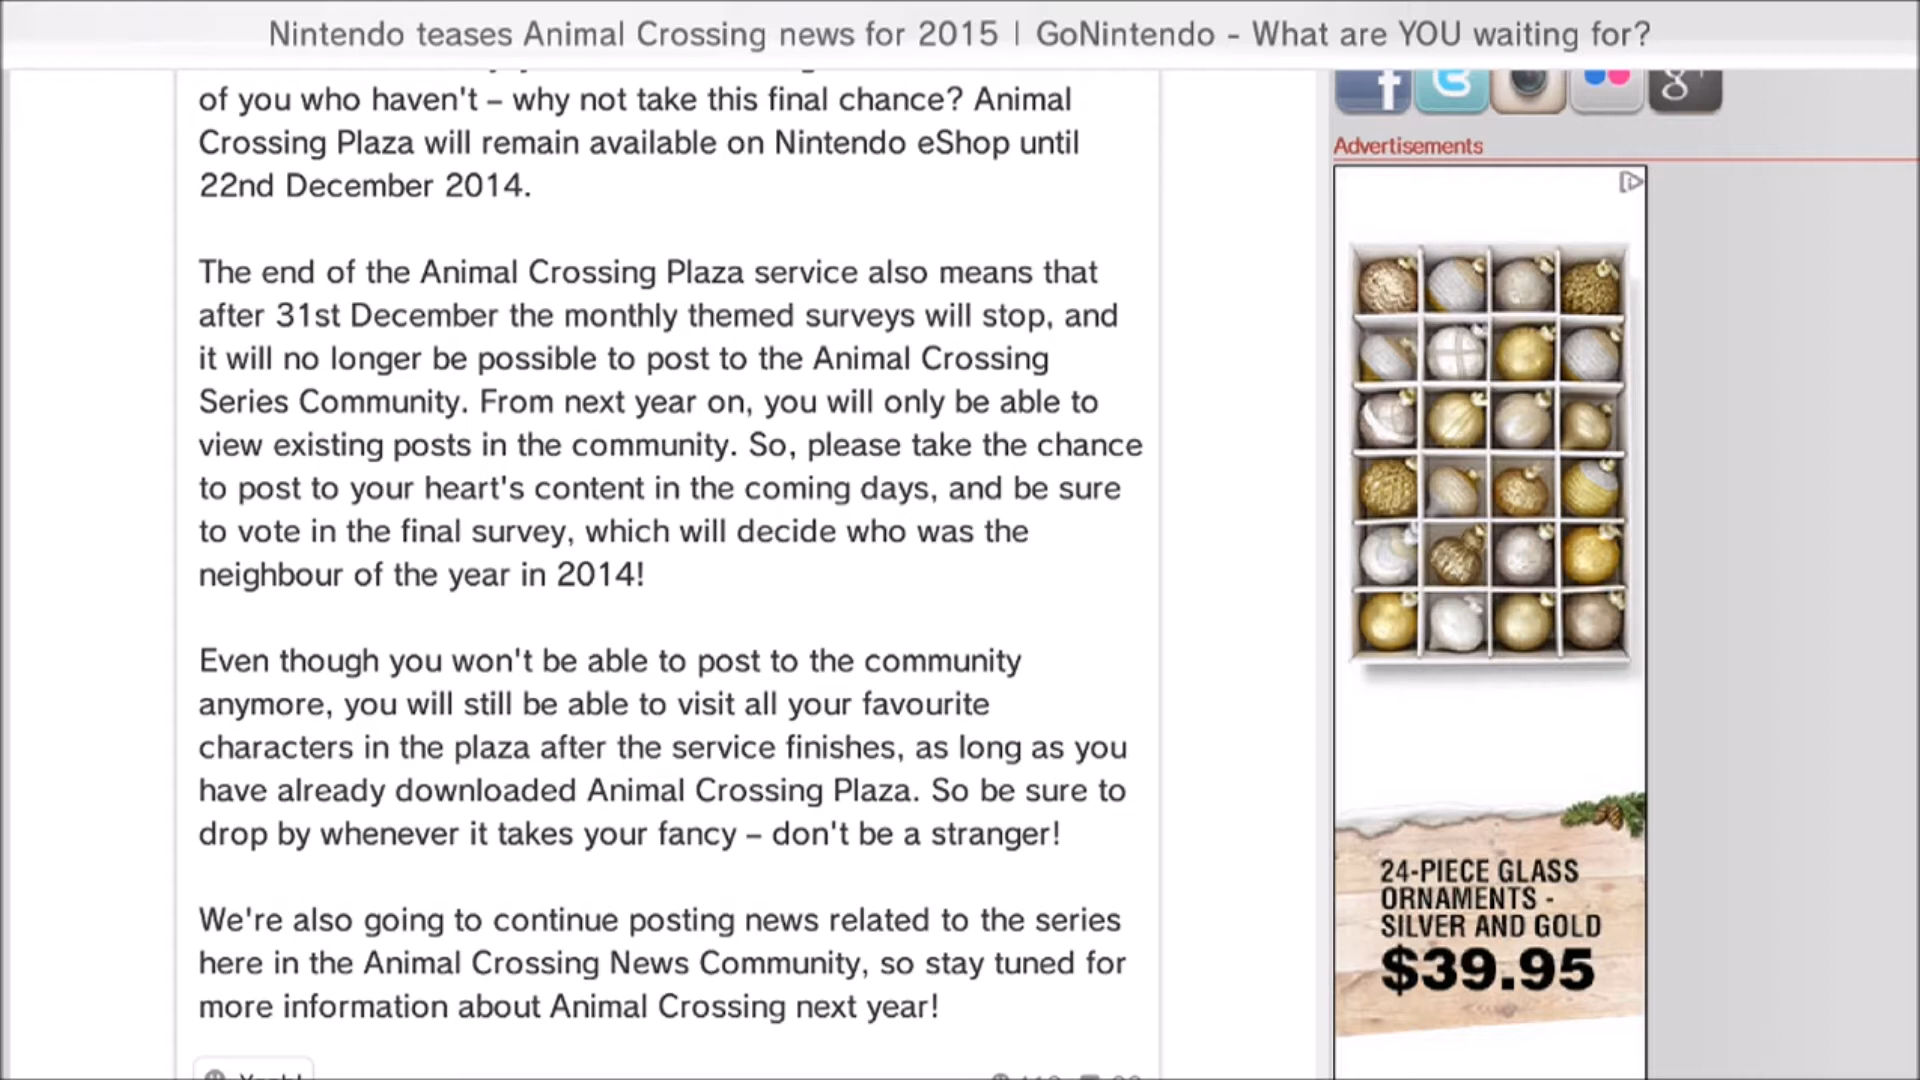 Nintendo teases Animal Crossing news for 2015 | GoNintendo - What are YOU waiting for?
of you who haven't – why not take this final chance? Animal
Crossing Plaza will remain available on Nintendo eShop until
22nd December 2014.
The end of the Animal Crossing Plaza service also means that
after 31st December the monthly themed surveys will stop, and
it will no longer be possible to post to the Animal Crossing
Series Community. From next year on, you will only be able to
view existing posts in the community. So, please take the chance
to post to your heart's content in the coming days, and be sure
to vote in the final survey, which will decide who was the
neighbour of the year in 2014!
Even though you won't be able to post to the community
anymore, you will still be able to visit all your favourite
characters in the plaza after the service finishes, as long as you
have already downloaded Animal Crossing Plaza. So be sure to
drop by whenever it takes your fancy – don't be a stranger!
We're also going to continue posting news related to the series
here in the Animal Crossing News Community, so stay tuned for
more information about Animal Crossing next year!
Advertisements
24-PIECE GLASS
ORNAMENTS -
SILVER AND GOLD
$39.95